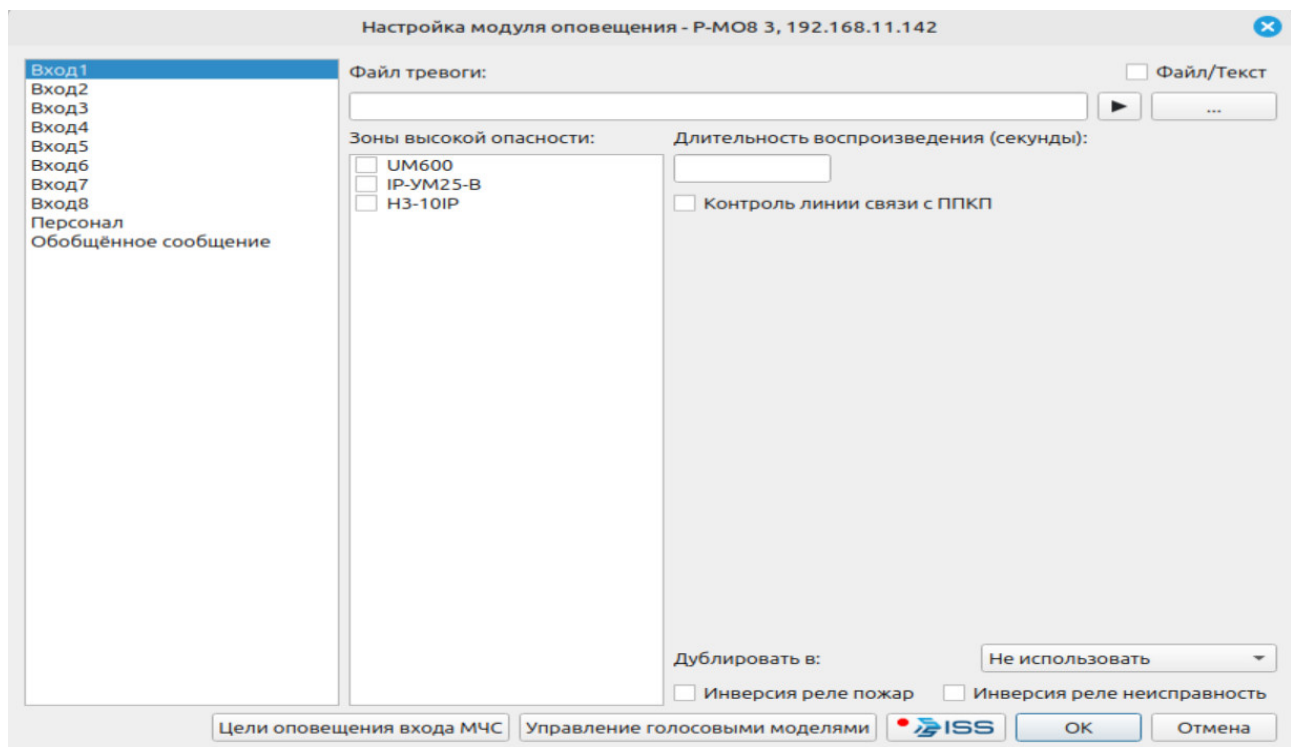 Настройка модуля оповещения - Р-МО8 3, 192.168.11.142
Вход1
Вход2
Вход3
Вход4
Вход5
Вход6
Вход7
Вход8
Персонал
Обобщённое сообщение
Файл тревоги:
Файл/Текст
...
Зоны высокой опасности:
UM600
IP-УМ25-В
НЗ-10IP
Длительность воспроизведения (секунды):
Контроль линии связи с ППКП
Дублировать в:
Не использовать
Инверсия реле пожар
Инверсия реле неисправность
Цели оповещения входа МЧС
Управление голосовыми моделями
ISS
OK
Отмена